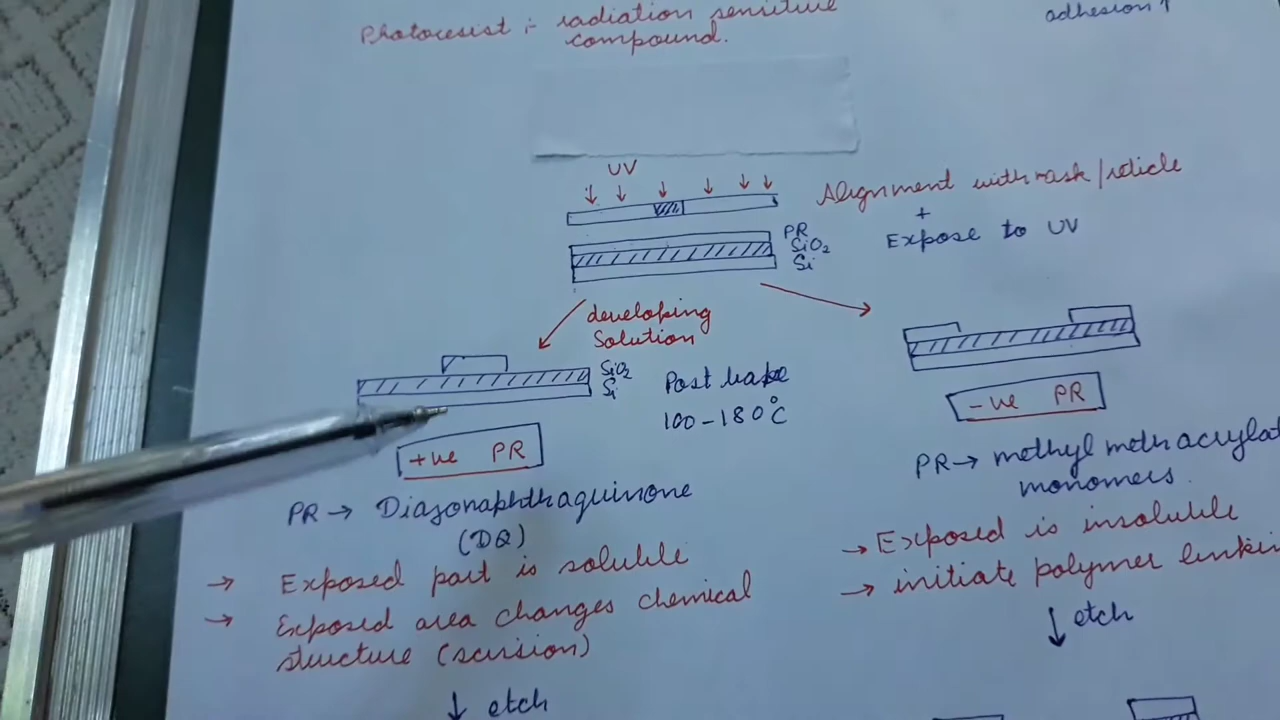 Photoresist :- radiation sensitive
compound.
adhesion ↑
UV
Alignment with mask/reticle
+
Expose to UV
PR
SiO2
Si
developing
Solution
SiO2
Si
Post bake
100-180°C
+ve PR
-ve PR
PR → Diazonaphthaquinone
(DQ)
→ Exposed part is soluble
→ Exposed area changes chemical
structure (scission)
↓ etch
PR → methyl methacrylat
monomers.
→ Exposed is insoluble
→ initiate polymer linkin
↓ etch